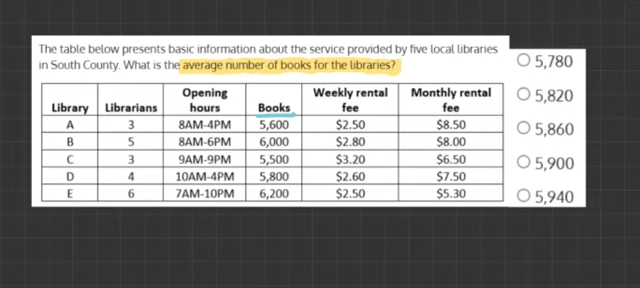 The table below presents basic information about the service provided by five local libraries
in South County. What is the average number of books for the libraries?
Library Librarians Opening hours Books Weekly rental fee Monthly rental fee
A 3 8AM-4PM 5,600 $2.50 $8.50
B 5 8AM-6PM 6,000 $2.80 $8.00
C 3 9AM-9PM 5,500 $3.20 $6.50
D 4 10AM-4PM 5,800 $2.60 $7.50
E 6 7AM-10PM 6,200 $2.50 $5.30
5,780
5,820
5,860
5,900
5,940